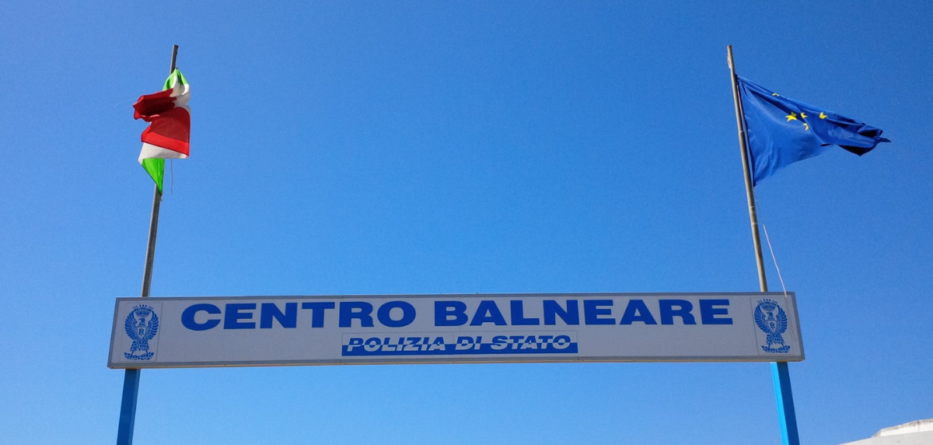 CENTRO BALNEARE
POLIZIA DI STATO